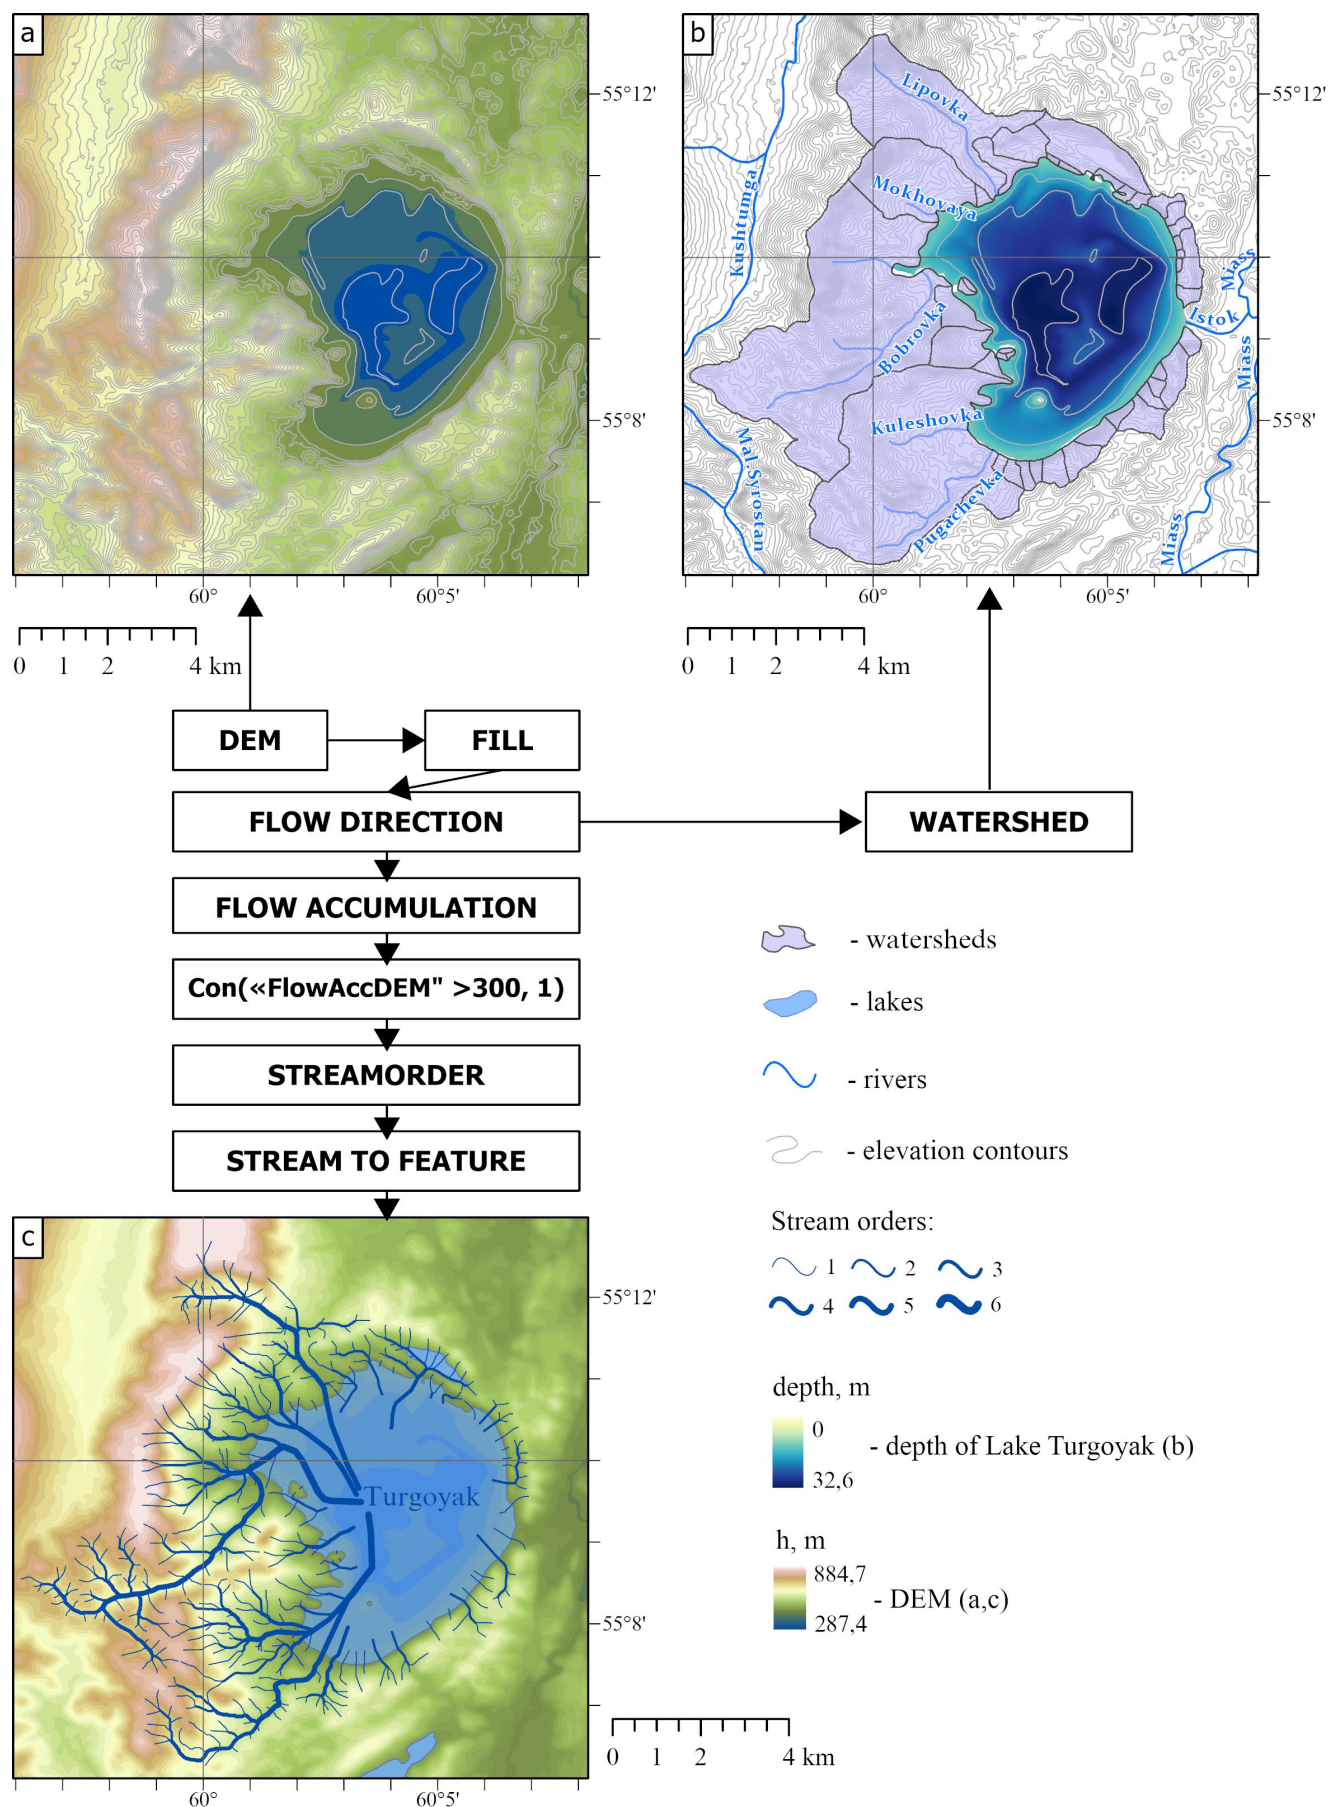 a
b
55°12'
55°12'
55°8'
55°8'
60°
60°5'
60°
60°5'
Lipovka
Mokhovaya
Kushtumga
Miass
Istok
Bobrovka
Miass
Kuleshovka
Mal.Syrostan
Pugachevka
Miass
0 1 2 4 km
0 1 2 4 km
DEM
FILL
FLOW DIRECTION
WATERSHED
FLOW ACCUMULATION
Con(«FlowAccDEM" >300, 1)
STREAMORDER
STREAM TO FEATURE
- watersheds
- lakes
- rivers
- elevation contours
Stream orders:
1 2 3
4 5 6
depth, m
0
- depth of Lake Turgoyak (b)
32,6
h, m
884,7
- DEM (a,c)
287,4
c
55°12'
Turgoyak
55°8'
60°
60°5'
0 1 2 4 km